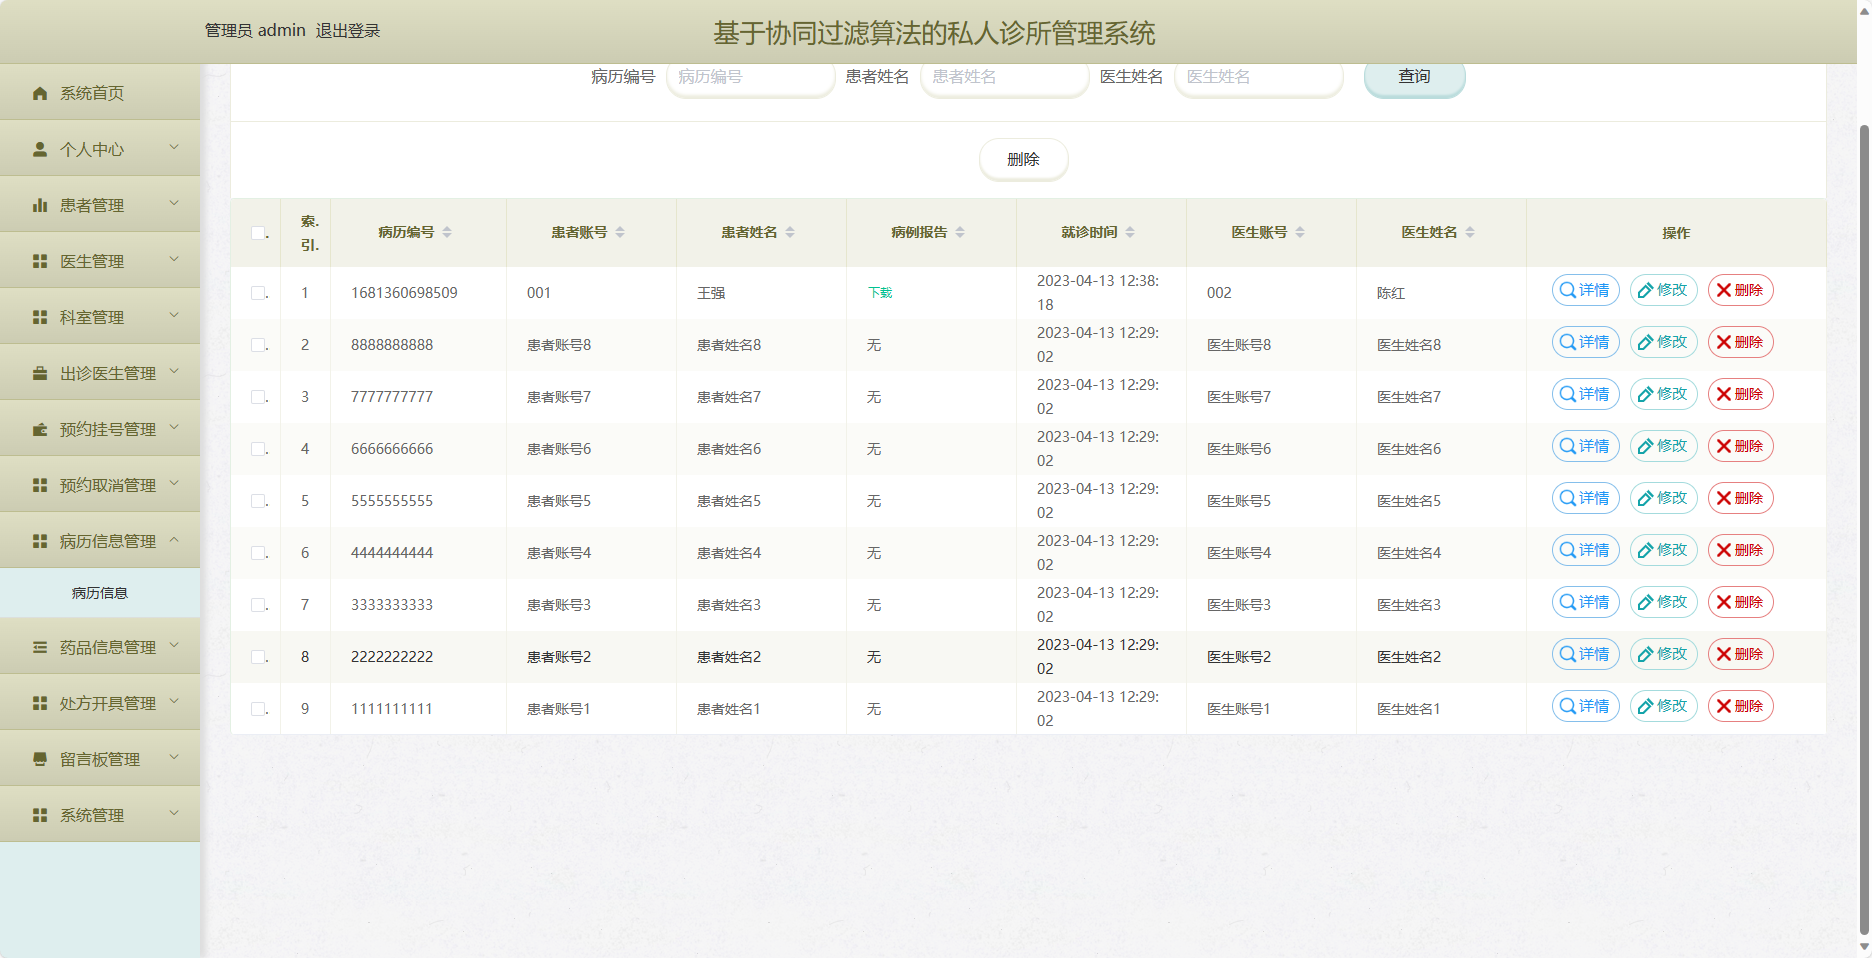 管理员 admin 退出登录
基于协同过滤算法的私人诊所管理系统
病历编号 病历编号 患者姓名 患者姓名 医生姓名 医生姓名 查询
删除
系统首页
个人中心
患者管理
医生管理
科室管理
出诊医生管理
预约挂号管理
预约取消管理
病历信息管理
病历信息
药品信息管理
处方开具管理
留言板管理
系统管理
索. 引. 病历编号 患者账号 患者姓名 病例报告 就诊时间 医生账号 医生姓名 操作
1 1681360698509 001 王强 下载 2023-04-13 12:38:18 002 陈红 详情 修改 删除
2 8888888888 患者账号8 患者姓名8 无 2023-04-13 12:29:02 医生账号8 医生姓名8 详情 修改 删除
3 7777777777 患者账号7 患者姓名7 无 2023-04-13 12:29:02 医生账号7 医生姓名7 详情 修改 删除
4 6666666666 患者账号6 患者姓名6 无 2023-04-13 12:29:02 医生账号6 医生姓名6 详情 修改 删除
5 5555555555 患者账号5 患者姓名5 无 2023-04-13 12:29:02 医生账号5 医生姓名5 详情 修改 删除
6 4444444444 患者账号4 患者姓名4 无 2023-04-13 12:29:02 医生账号4 医生姓名4 详情 修改 删除
7 3333333333 患者账号3 患者姓名3 无 2023-04-13 12:29:02 医生账号3 医生姓名3 详情 修改 删除
8 2222222222 患者账号2 患者姓名2 无 2023-04-13 12:29:02 医生账号2 医生姓名2 详情 修改 删除
9 1111111111 患者账号1 患者姓名1 无 2023-04-13 12:29:02 医生账号1 医生姓名1 详情 修改 删除